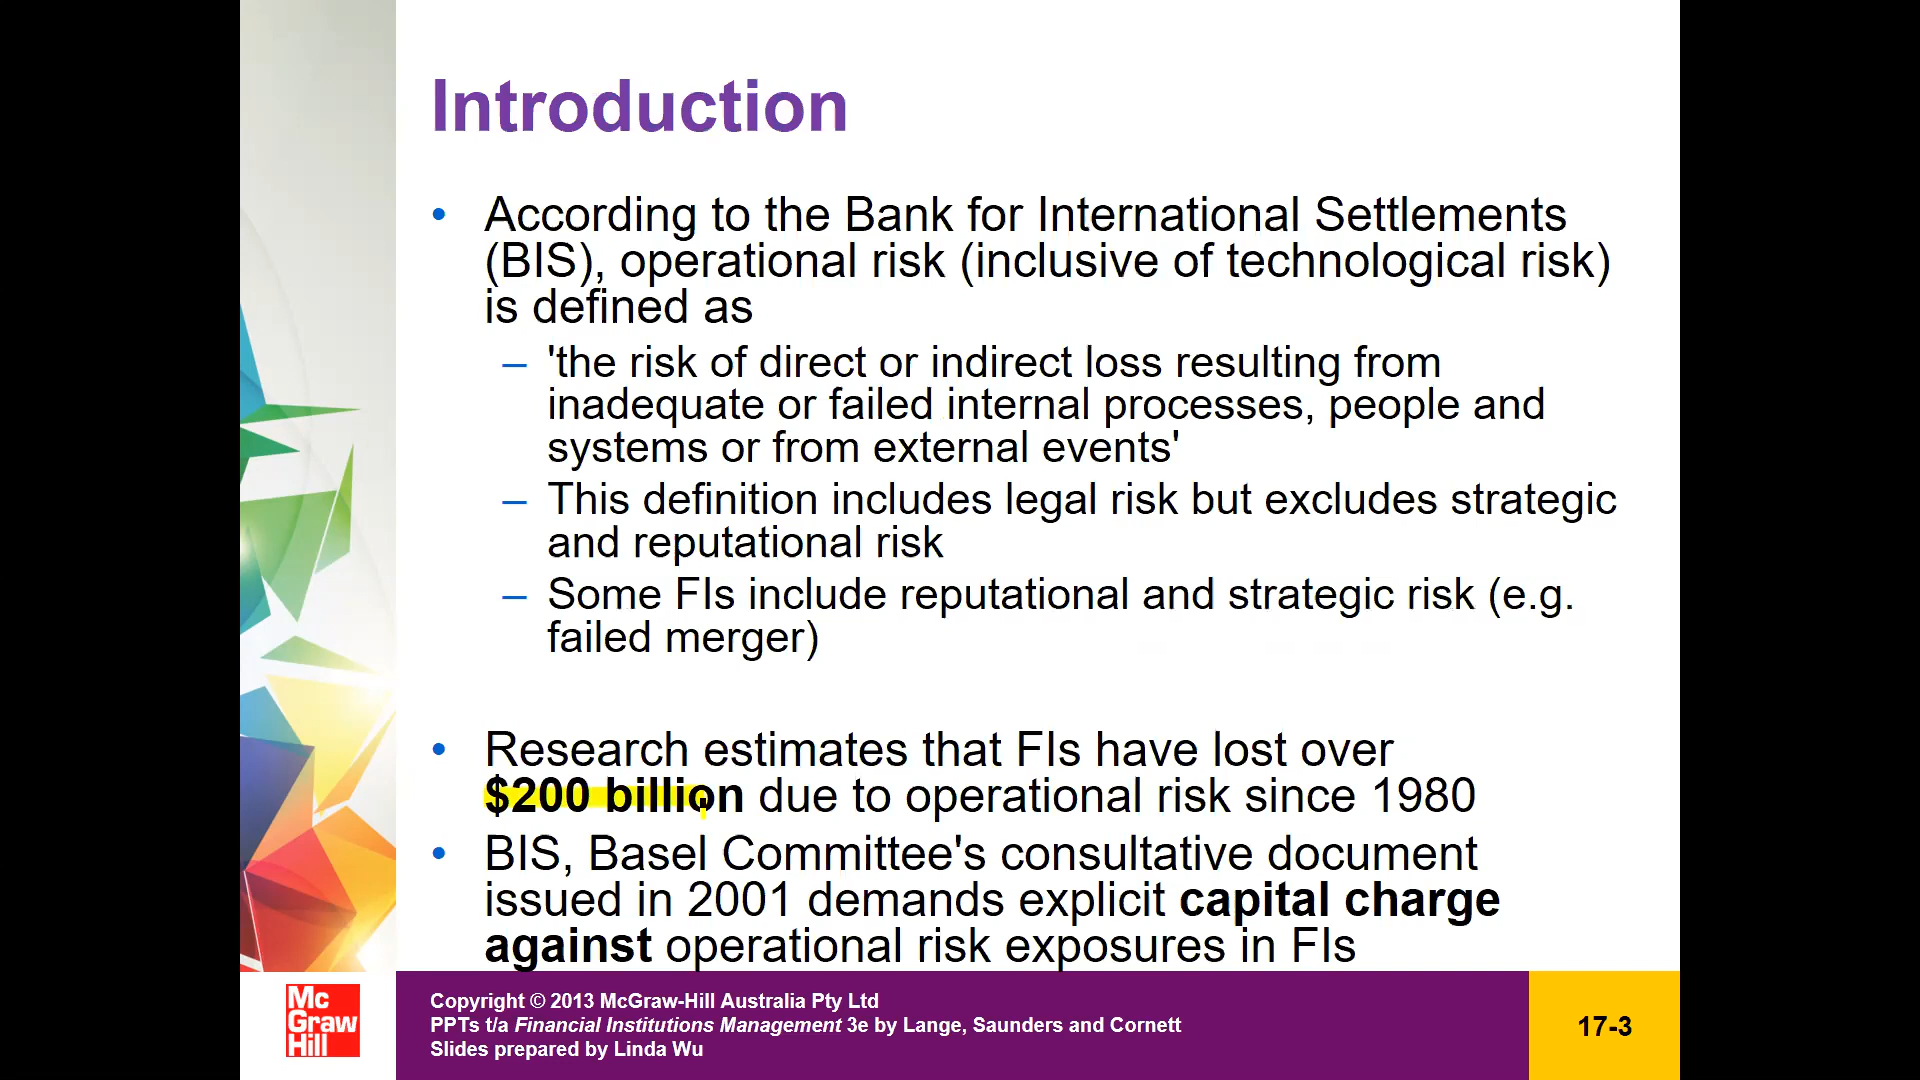 Introduction
• According to the Bank for International Settlements
(BIS), operational risk (inclusive of technological risk)
is defined as
– 'the risk of direct or indirect loss resulting from
inadequate or failed internal processes, people and
systems or from external events'
– This definition includes legal risk but excludes strategic
and reputational risk
– Some FIs include reputational and strategic risk (e.g.
failed merger)
• Research estimates that FIs have lost over
$200 billion due to operational risk since 1980
• BIS, Basel Committee's consultative document
issued in 2001 demands explicit capital charge
against operational risk exposures in FIs
Mc
Graw
Hill
Copyright © 2013 McGraw-Hill Australia Pty Ltd
PPTs t/a Financial Institutions Management 3e by Lange, Saunders and Cornett
Slides prepared by Linda Wu
17-3